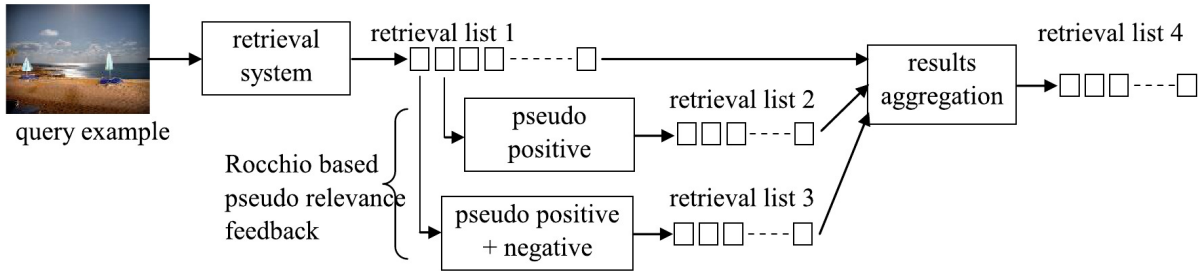 query example
retrieval
system
retrieval list 1
Rocchio based
pseudo relevance
feedback
pseudo
positive
retrieval list 2
pseudo positive
+ negative
retrieval list 3
results
aggregation
retrieval list 4